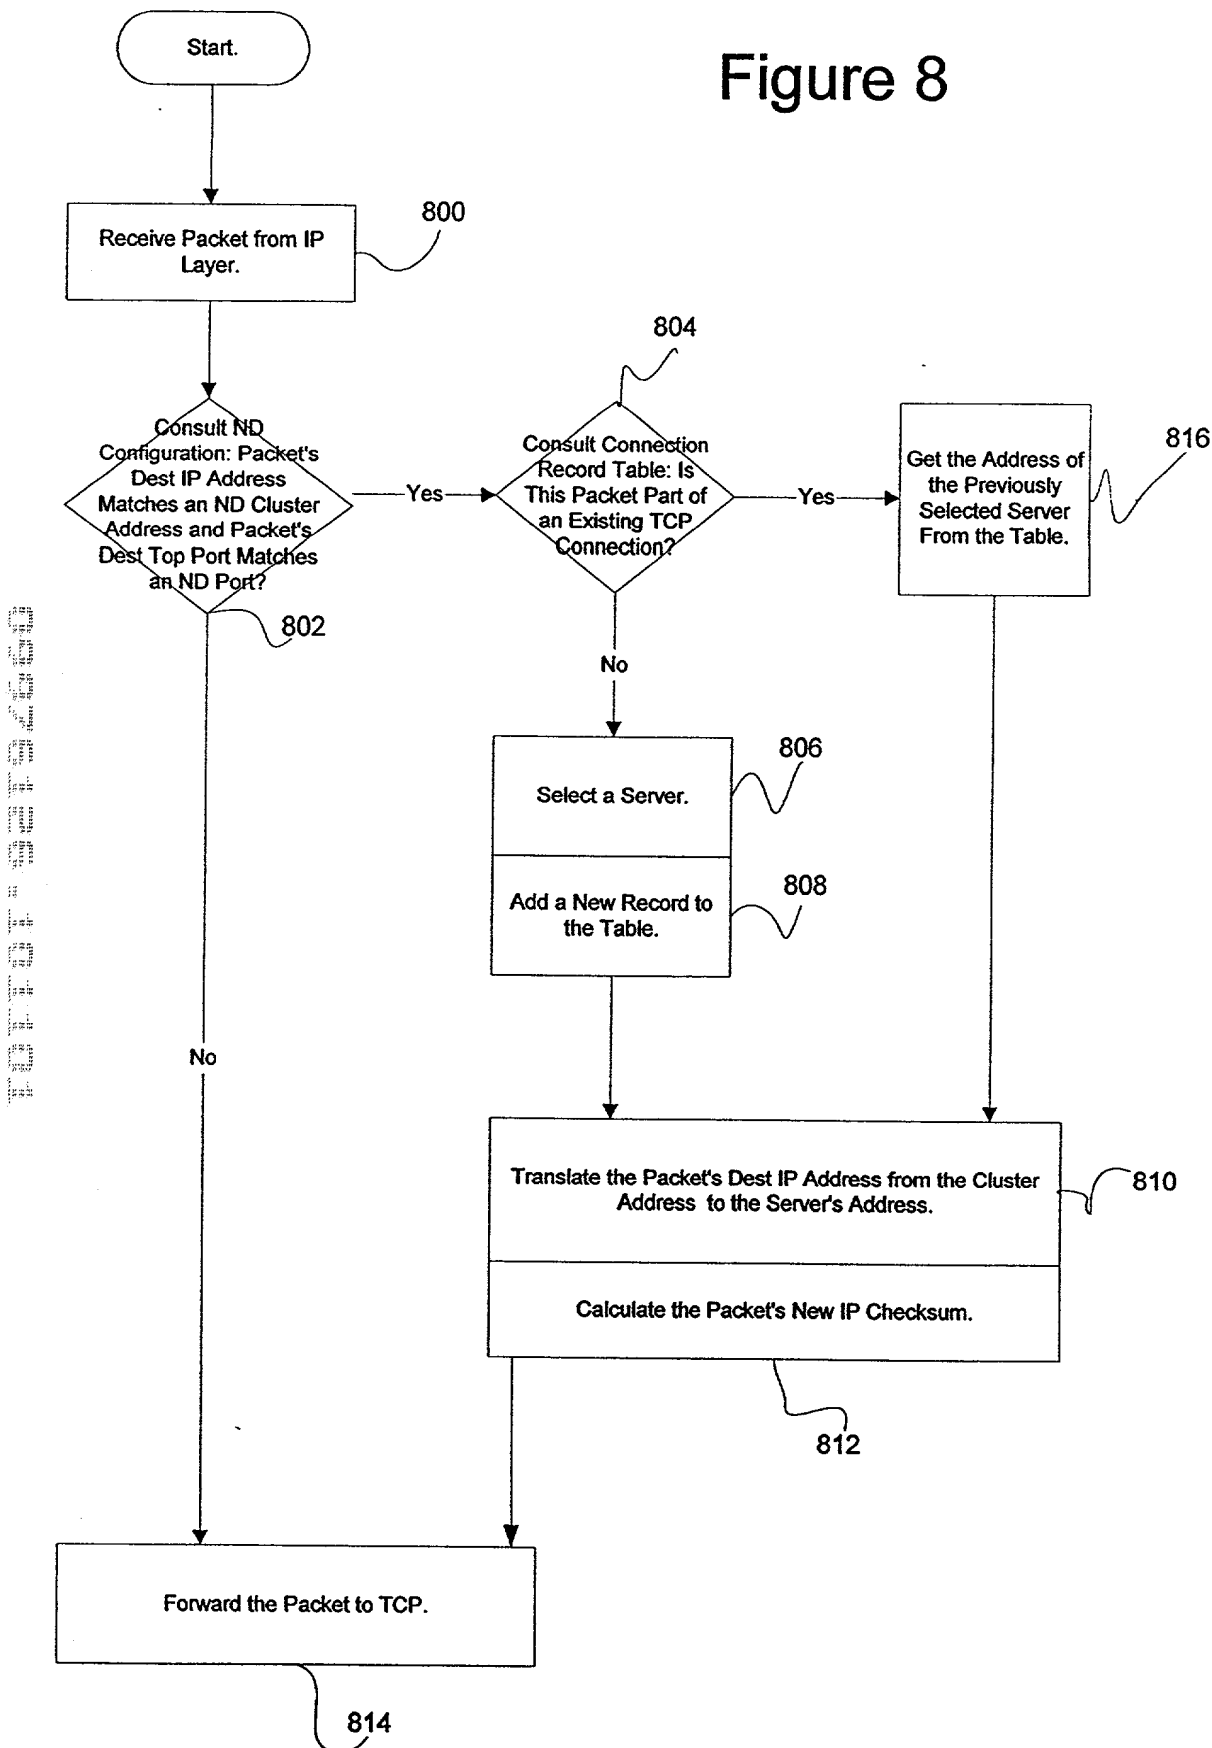 Figure 8
Start.
800
Receive Packet from IP
Layer.
804
Consult ND
Configuration: Packet's
Dest IP Address
Matches an ND Cluster
Address and Packet's
Dest Top Port Matches
an ND Port?
802
Yes
Consult Connection
Record Table: Is
This Packet Part of
an Existing TCP
Connection?
Yes
816
Get the Address of
the Previously
Selected Server
From the Table.
No
806
Select a Server.
808
Add a New Record to
the Table.
No
Translate the Packet's Dest IP Address from the Cluster
Address to the Server's Address.
810
Calculate the Packet's New IP Checksum.
812
Forward the Packet to TCP.
814